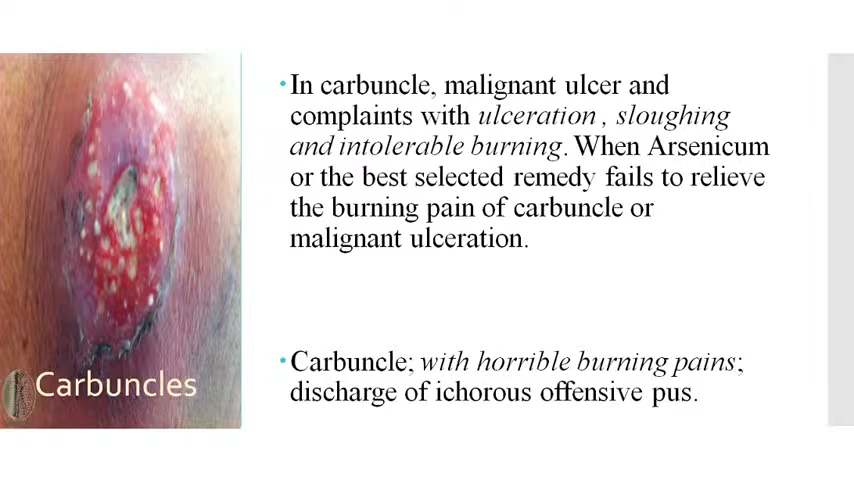 • In carbuncle, malignant ulcer and
complaints with ulceration , sloughing
and intolerable burning. When Arsenicum
or the best selected remedy fails to relieve
the burning pain of carbuncle or
malignant ulceration.
• Carbuncle; with horrible burning pains;
discharge of ichorous offensive pus.
Carbuncles